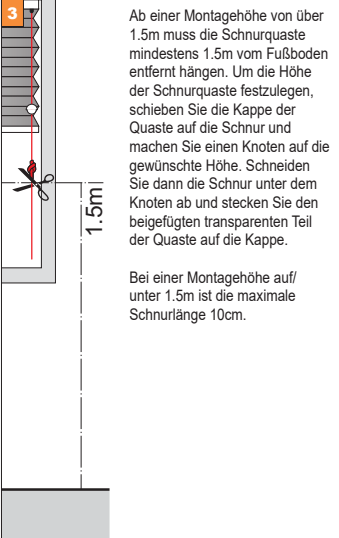 3
Ab einer Montagehöhe von über
1.5m muss die Schnurquaste
mindestens 1.5m vom Fußboden
entfernt hängen. Um die Höhe
der Schnurquaste festzulegen,
schieben Sie die Kappe der
Quaste auf die Schnur und
machen Sie einen Knoten auf die
gewünschte Höhe. Schneiden
Sie dann die Schnur unter dem
Knoten ab und stecken Sie den
beigefügten transparenten Teil
der Quaste auf die Kappe.
Bei einer Montagehöhe auf/
unter 1.5m ist die maximale
Schnurlänge 10cm.
1.5m